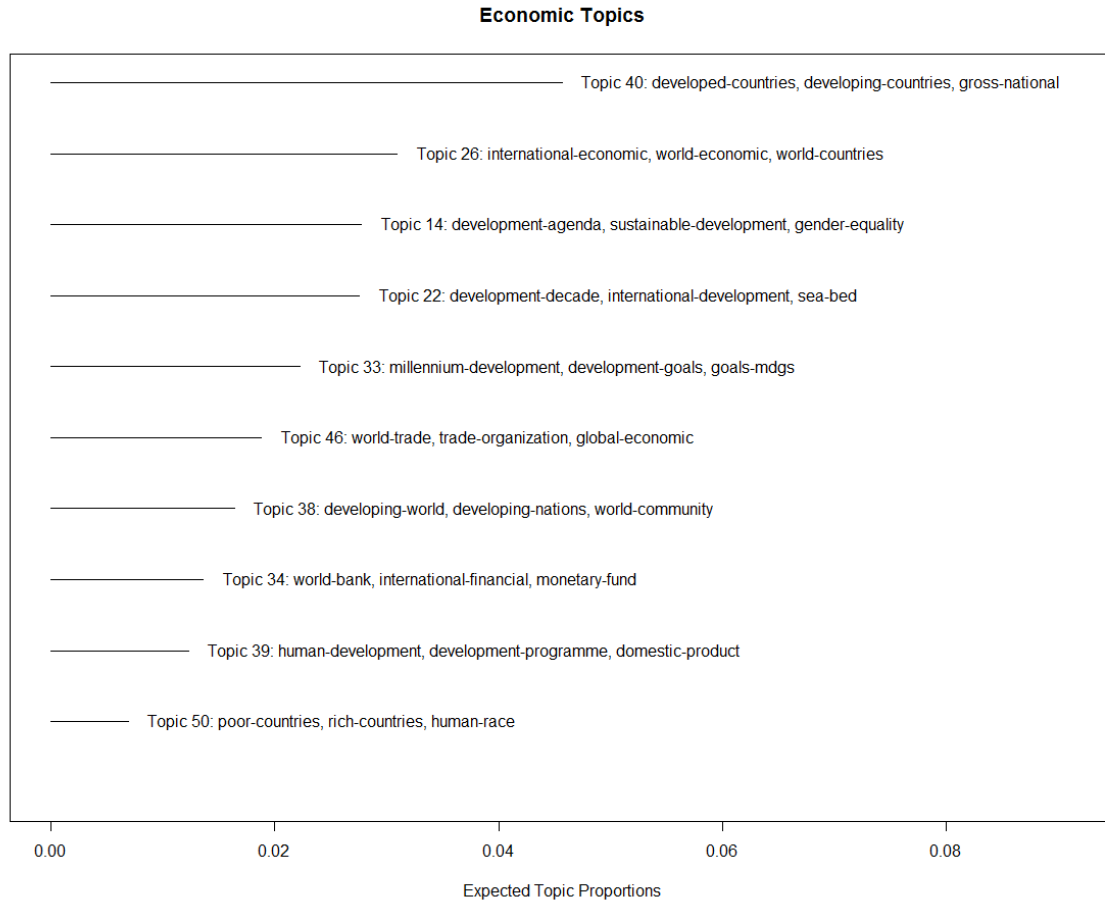 Economic Topics
Topic 40: developed-countries, developing-countries, gross-national
Topic 26: international-economic, world-economic, world-countries
Topic 14: development-agenda, sustainable-development, gender-equality
Topic 22: development-decade, international-development, sea-bed
Topic 33: millennium-development, development-goals, goals-mdgs
Topic 46: world-trade, trade-organization, global-economic
Topic 38: developing-world, developing-nations, world-community
Topic 34: world-bank, international-financial, monetary-fund
Topic 39: human-development, development-programme, domestic-product
Topic 50: poor-countries, rich-countries, human-race
0.00 0.02 0.04 0.06 0.08
Expected Topic Proportions